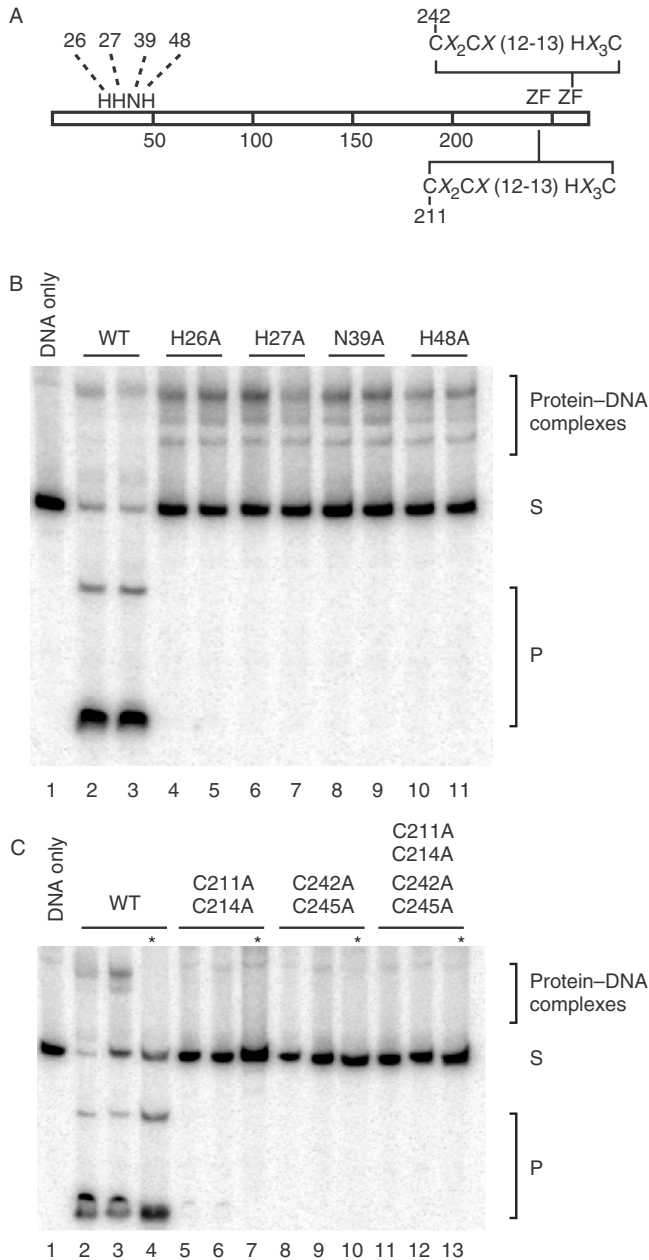 A
26 27 39 48
HHNH
50 100 150 200
242
CX₂CX (12-13) HX₃C
ZF ZF
CX₂CX (12-13) HX₃C
211
B
DNA only
WT H26A H27A N39A H48A
Protein–DNA
complexes
S
P
1 2 3 4 5 6 7 8 9 10 11
C
DNA only
WT
C211A
C214A
C242A
C245A
C211A
C214A
C242A
C245A
* * * *
Protein–DNA
complexes
S
P
1 2 3 4 5 6 7 8 9 10 11 12 13